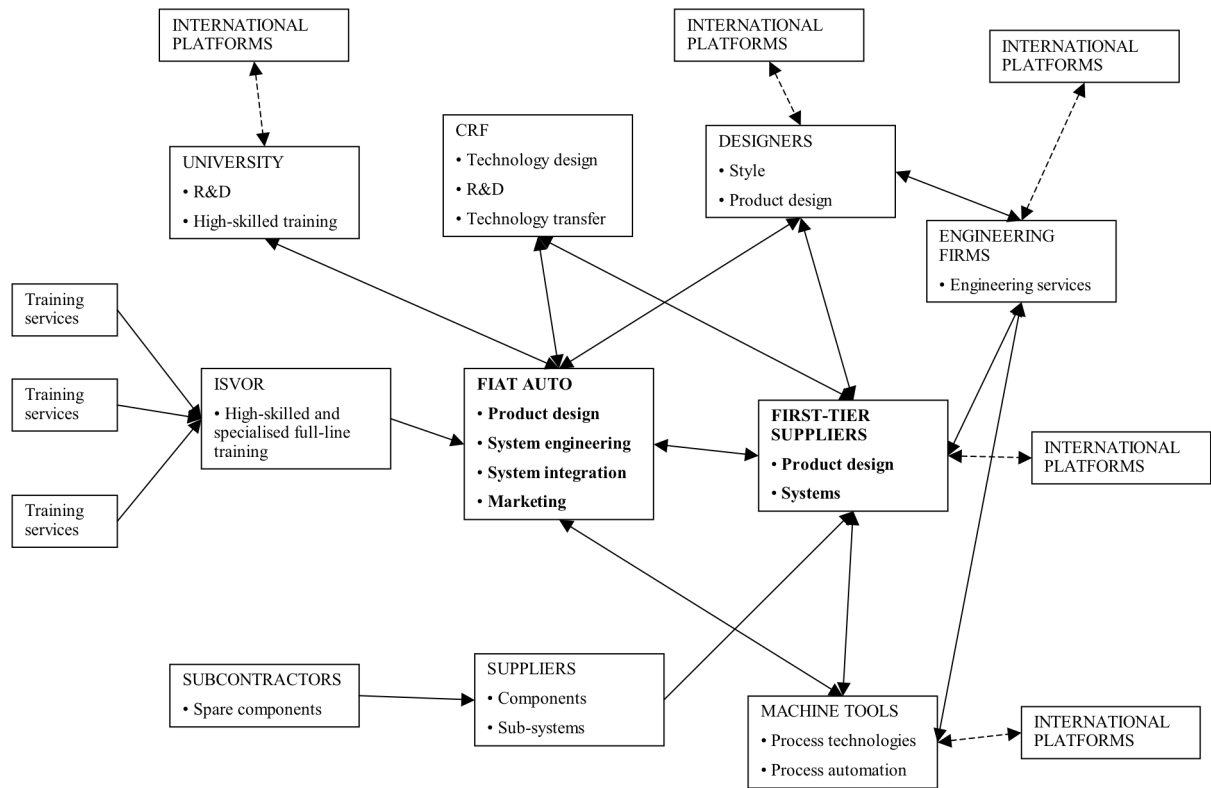 INTERNATIONAL
PLATFORMS
INTERNATIONAL
PLATFORMS
INTERNATIONAL
PLATFORMS
UNIVERSITY
• R&D
• High-skilled training
CRF
• Technology design
• R&D
• Technology transfer
DESIGNERS
• Style
• Product design
ENGINEERING
FIRMS
• Engineering services
Training
services
Training
services
Training
services
ISVOR
• High-skilled and
specialised full-line
training
FIAT AUTO
• Product design
• System engineering
• System integration
• Marketing
FIRST-TIER
SUPPLIERS
• Product design
• Systems
INTERNATIONAL
PLATFORMS
SUBCONTRACTORS
• Spare components
SUPPLIERS
• Components
• Sub-systems
MACHINE TOOLS
• Process technologies
• Process automation
INTERNATIONAL
PLATFORMS